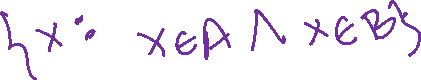 {x: x∈A ∧ x∈B}